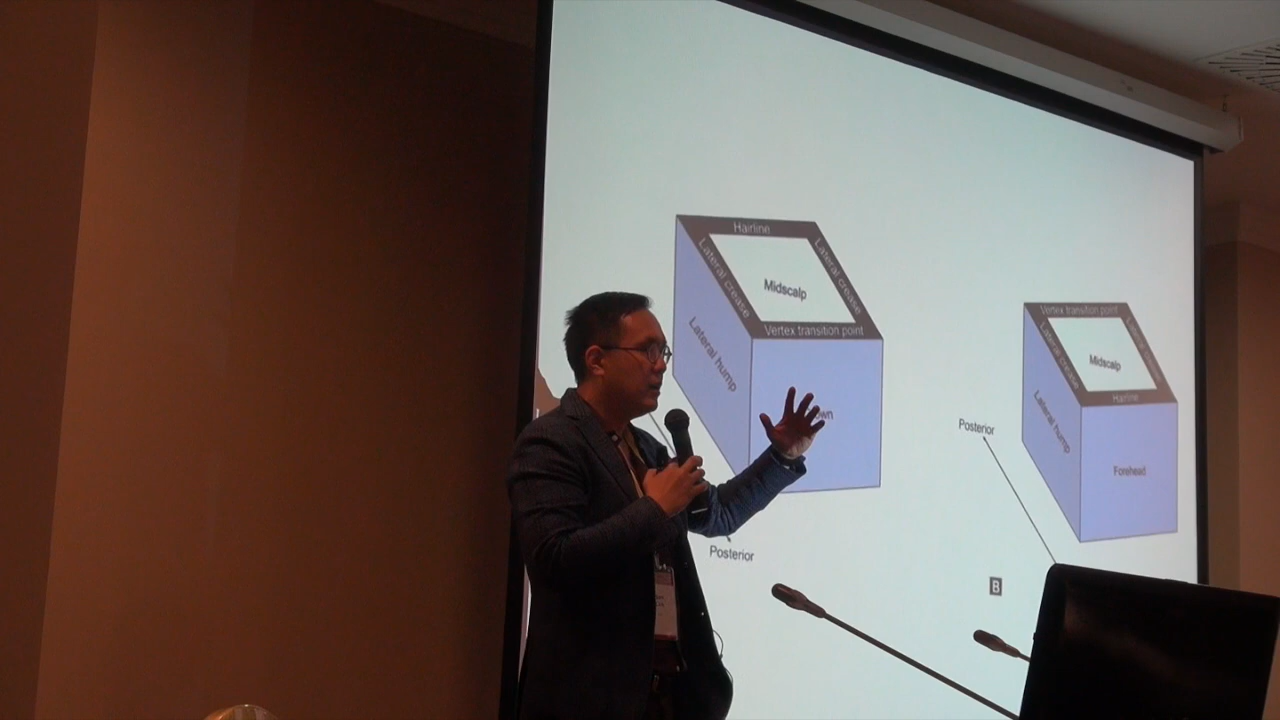 Hairline
Lateral crease
Lateral crease
Midscalp
Vertex transition point
Lateral hump
Posterior
Vertex transition point
Lateral crease
Midscalp
Hairline
Lateral hump
Forehead
Posterior
B